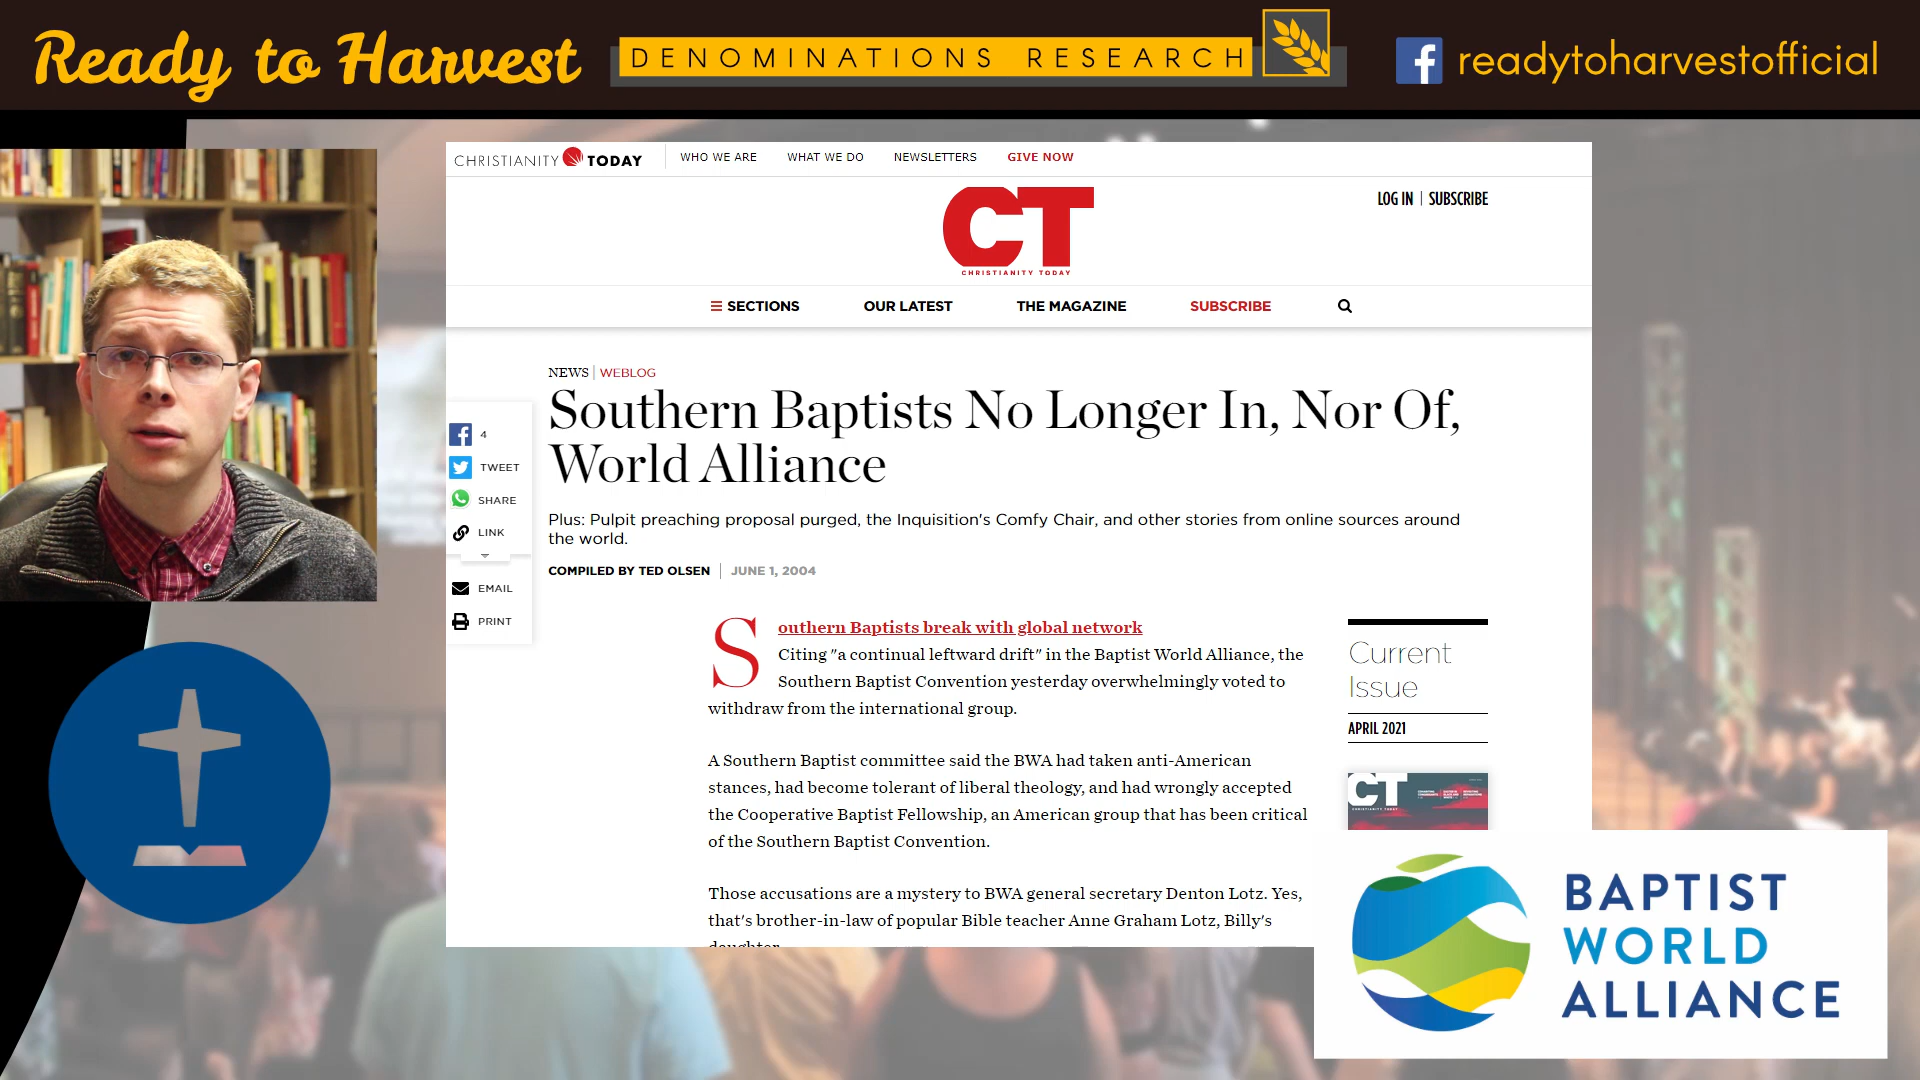 Ready to Harvest
DENOMINATIONS RESEARCH
readytoharvestofficial
CHRISTIANITY TODAY
WHO WE ARE
WHAT WE DO
NEWSLETTERS
GIVE NOW
CT
CHRISTIANITY TODAY
LOG IN | SUBSCRIBE
SECTIONS
OUR LATEST
THE MAGAZINE
SUBSCRIBE
NEWS | WEBLOG
Southern Baptists No Longer In, Nor Of,
World Alliance
Plus: Pulpit preaching proposal purged, the Inquisition's Comfy Chair, and other stories from online sources around
the world.
COMPILED BY TED OLSEN | JUNE 1, 2004
4
TWEET
SHARE
LINK
EMAIL
PRINT
Southern Baptists break with global network
Citing "a continual leftward drift" in the Baptist World Alliance, the
Southern Baptist Convention yesterday overwhelmingly voted to
withdraw from the international group.
A Southern Baptist committee said the BWA had taken anti-American
stances, had become tolerant of liberal theology, and had wrongly accepted
the Cooperative Baptist Fellowship, an American group that has been critical
of the Southern Baptist Convention.
Those accusations are a mystery to BWA general secretary Denton Lotz. Yes,
that's brother-in-law of popular Bible teacher Anne Graham Lotz, Billy's
daughter.
Current
Issue
APRIL 2021
CT
BAPTIST
WORLD
ALLIANCE